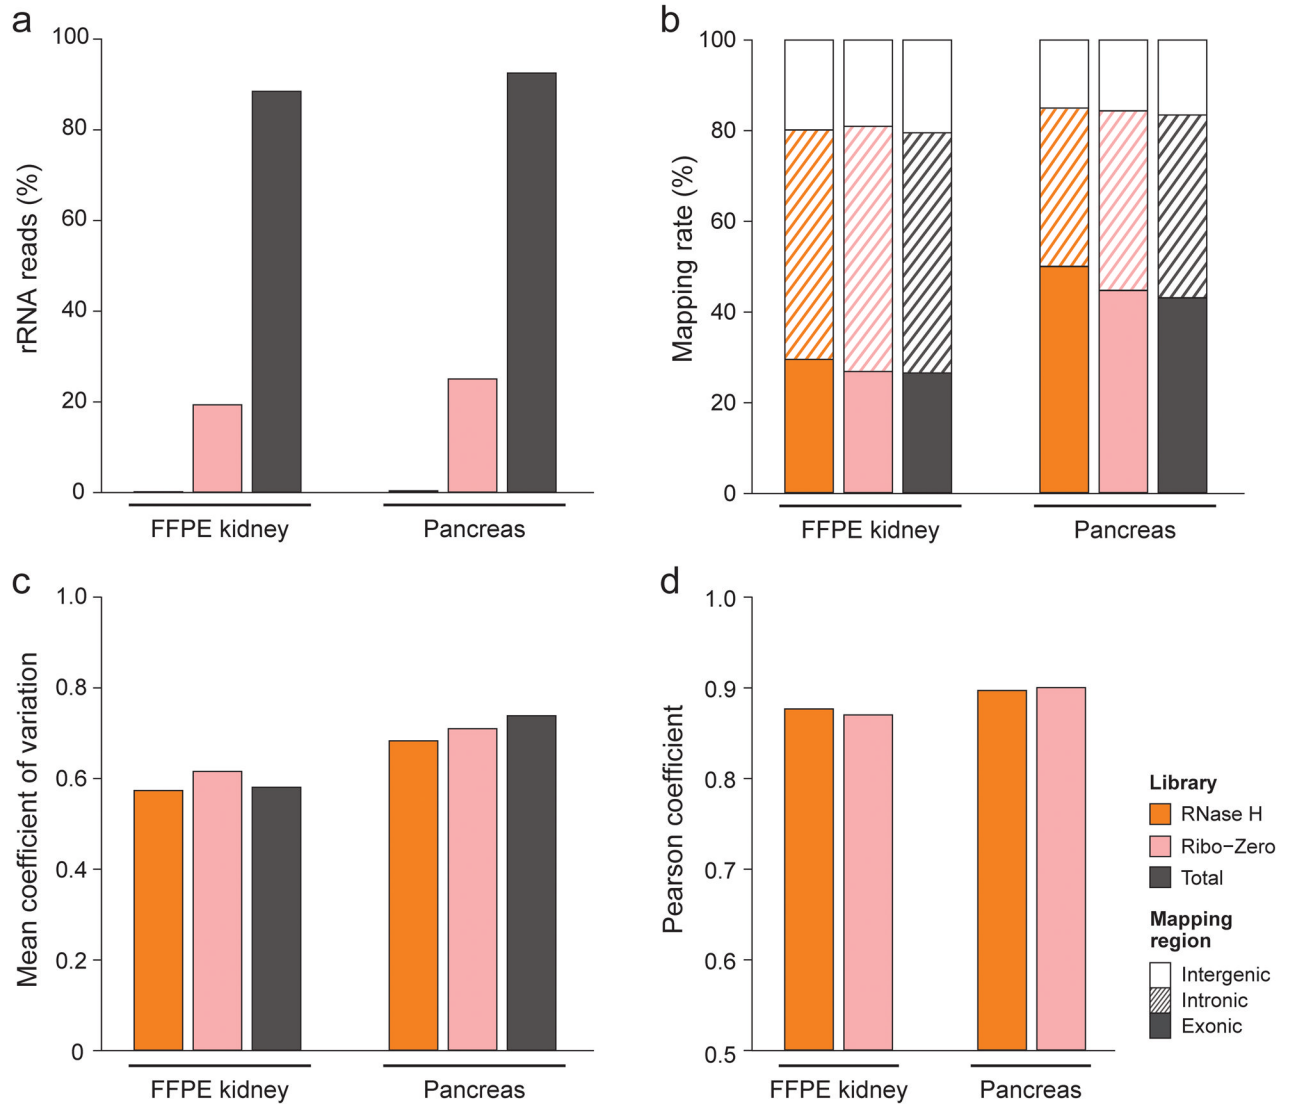 a
100
80
60
40
20
0
rRNA reads (%)
FFPE kidney
Pancreas
b
100
80
60
40
20
0
Mapping rate (%)
FFPE kidney
Pancreas
c
1.0
0.8
0.6
0.4
0.2
0
Mean coefficient of variation
FFPE kidney
Pancreas
d
1.0
0.9
0.8
0.7
0.6
0.5
Pearson coefficient
FFPE kidney
Pancreas
Library
RNase H
Ribo−Zero
Total
Mapping
region
Intergenic
Intronic
Exonic